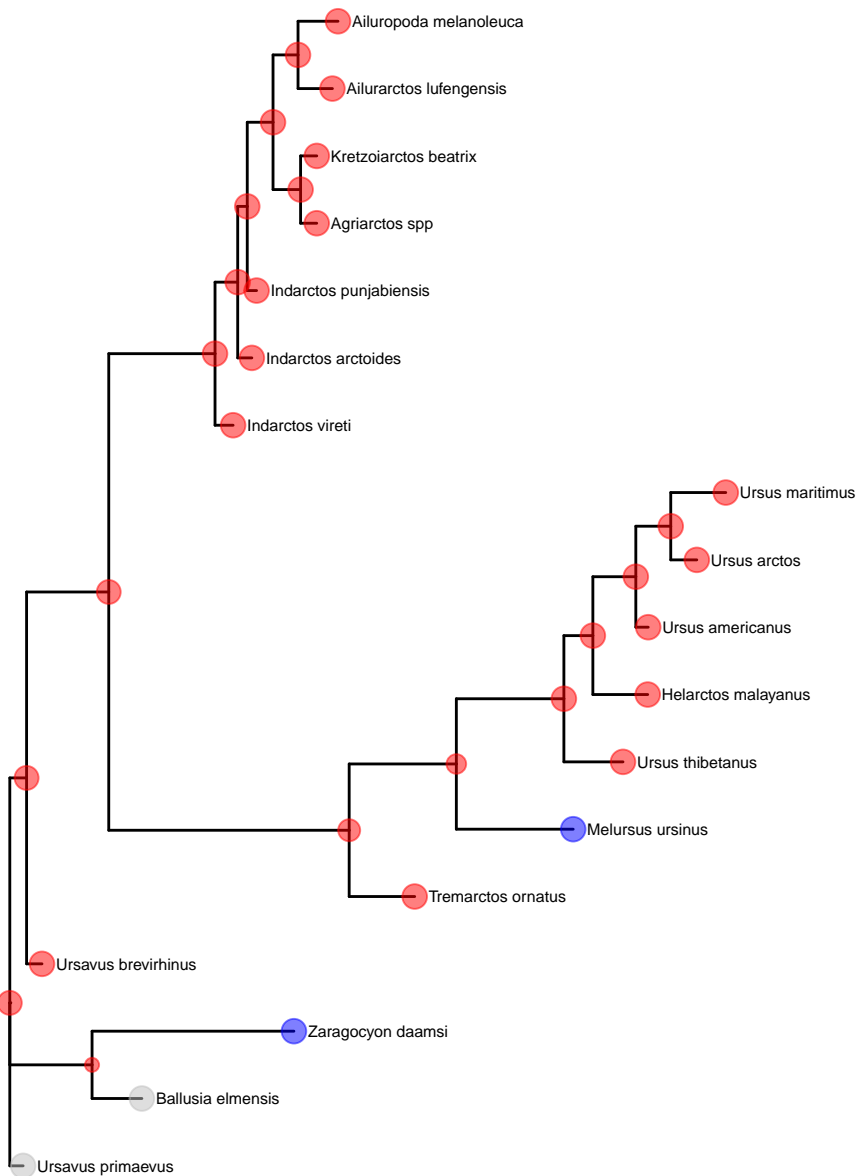 Ailuropoda melanoleuca
Ailurarctos lufengensis
Kretzoiarctos beatrix
Agriarctos spp
Indarctos punjabiensis
Indarctos arctoides
Indarctos vireti
Ursus maritimus
Ursus arctos
Ursus americanus
Helarctos malayanus
Ursus thibetanus
Melursus ursinus
Tremarctos ornatus
Ursavus brevirhinus
Zaragocyon daamsi
Ballusia elmensis
Ursavus primaevus